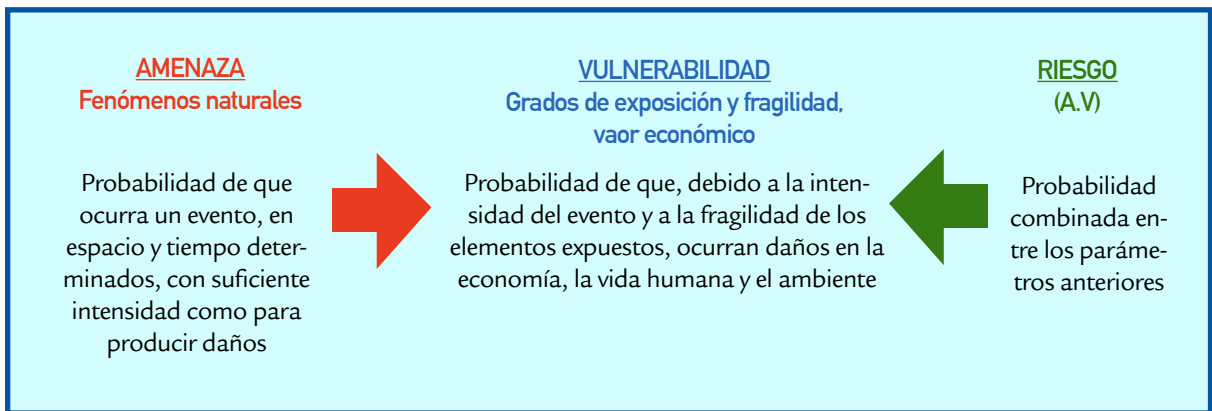 AMENAZA
Fenómenos naturales
Probabilidad de que
ocurra un evento, en
espacio y tiempo deter-
minados, con suficiente
intensidad como para
producir daños
VULNERABILIDAD
Grados de exposición y fragilidad,
vaor económico
Probabilidad de que, debido a la inten-
sidad del evento y a la fragilidad de los
elementos expuestos, ocurran daños en la
economía, la vida humana y el ambiente
RIESGO
(A.V)
Probabilidad
combinada en-
tre los paráme-
tros anteriores